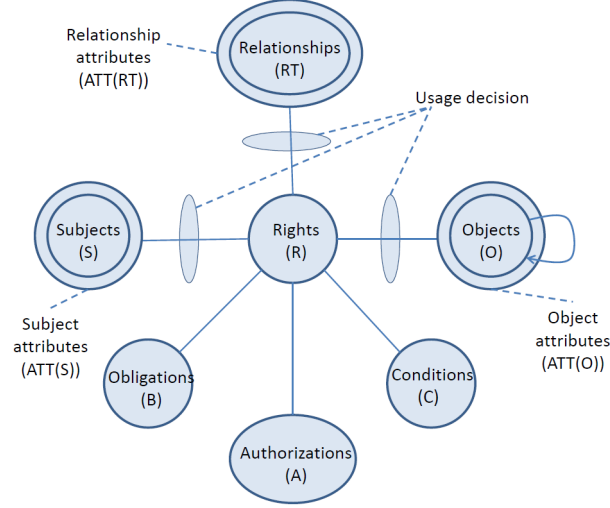 Relationship
attributes
(ATT(RT))
Relationships
(RT)
Usage decision
Subjects
(S)
Rights
(R)
Objects
(O)
Subject
attributes
(ATT(S))
Object
attributes
(ATT(O))
Obligations
(B)
Conditions
(C)
Authorizations
(A)